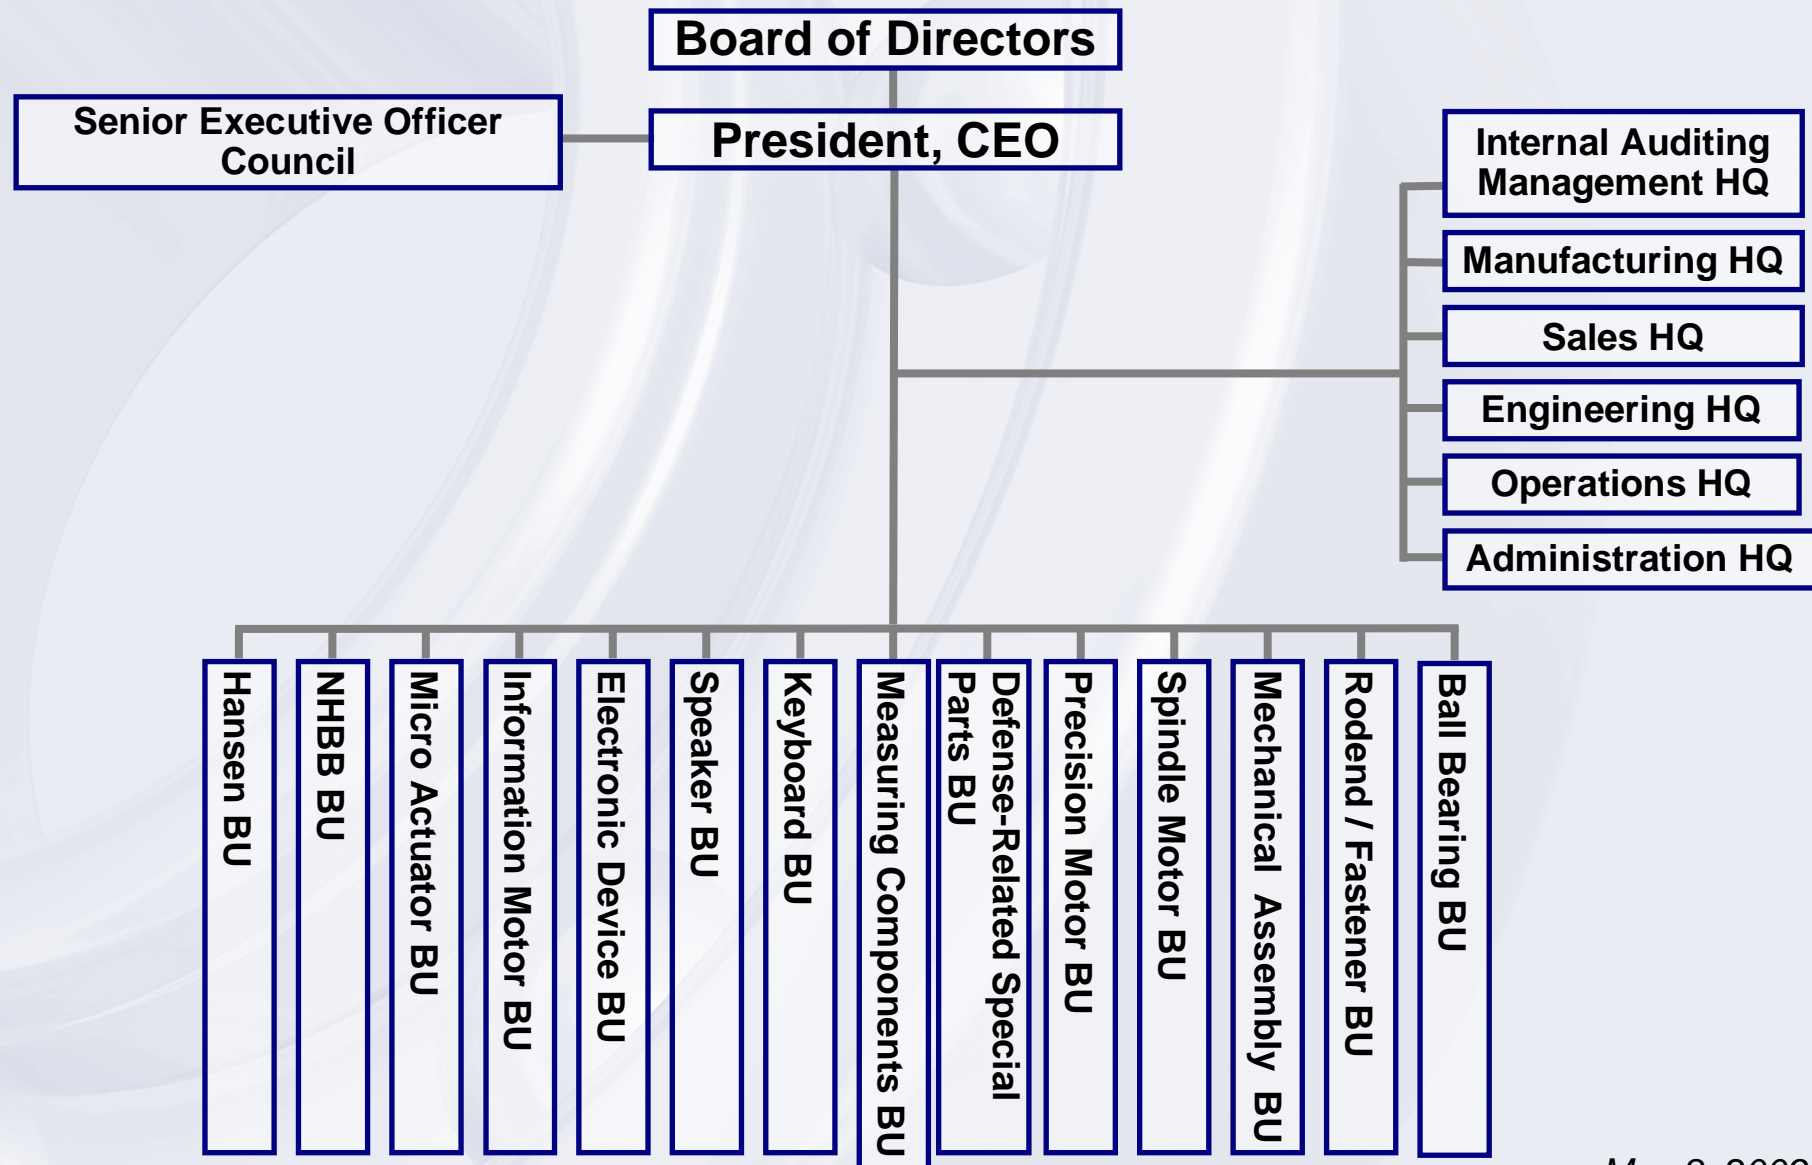 Board of Directors
Senior Executive Officer
Council
President, CEO
Internal Auditing
Management HQ
Manufacturing HQ
Sales HQ
Engineering HQ
Operations HQ
Administration HQ
Hansen BU
NHBB BU
Micro Actuator BU
Information Motor BU
Electronic Device BU
Speaker BU
Keyboard BU
Measuring Components BU
Defense-Related Special
Parts BU
Precision Motor BU
Spindle Motor BU
Mechanical Assembly BU
Rodend / Fastener BU
Ball Bearing BU